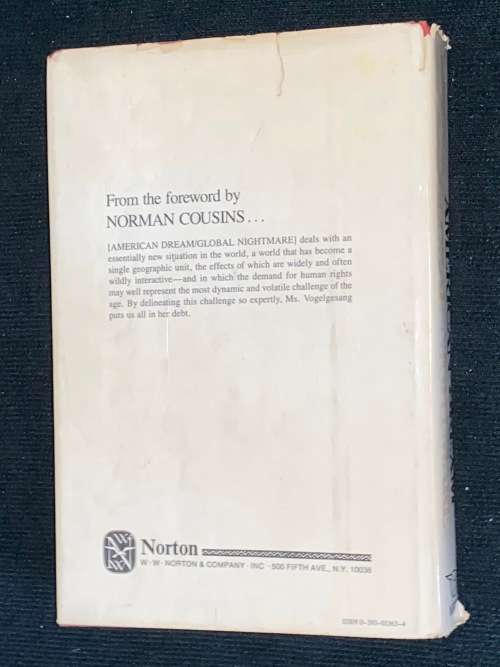 From the foreword by
NORMAN COUSINS...
[AMERICAN DREAM/GLOBAL NIGHTMARE] deals with an
essentially new situation in the world, a world that has become a
single geographic unit, the effects of which are widely and often
wildly interactive—and in which the demand for human rights
may well represent the most dynamic and volatile challenge of the
age. By delineating this challenge so expertly, Ms. Vogelgesang
puts us all in her debt.
Norton
W·W·NORTON & COMPANY·INC·500 FIFTH AVE., N.Y. 10036